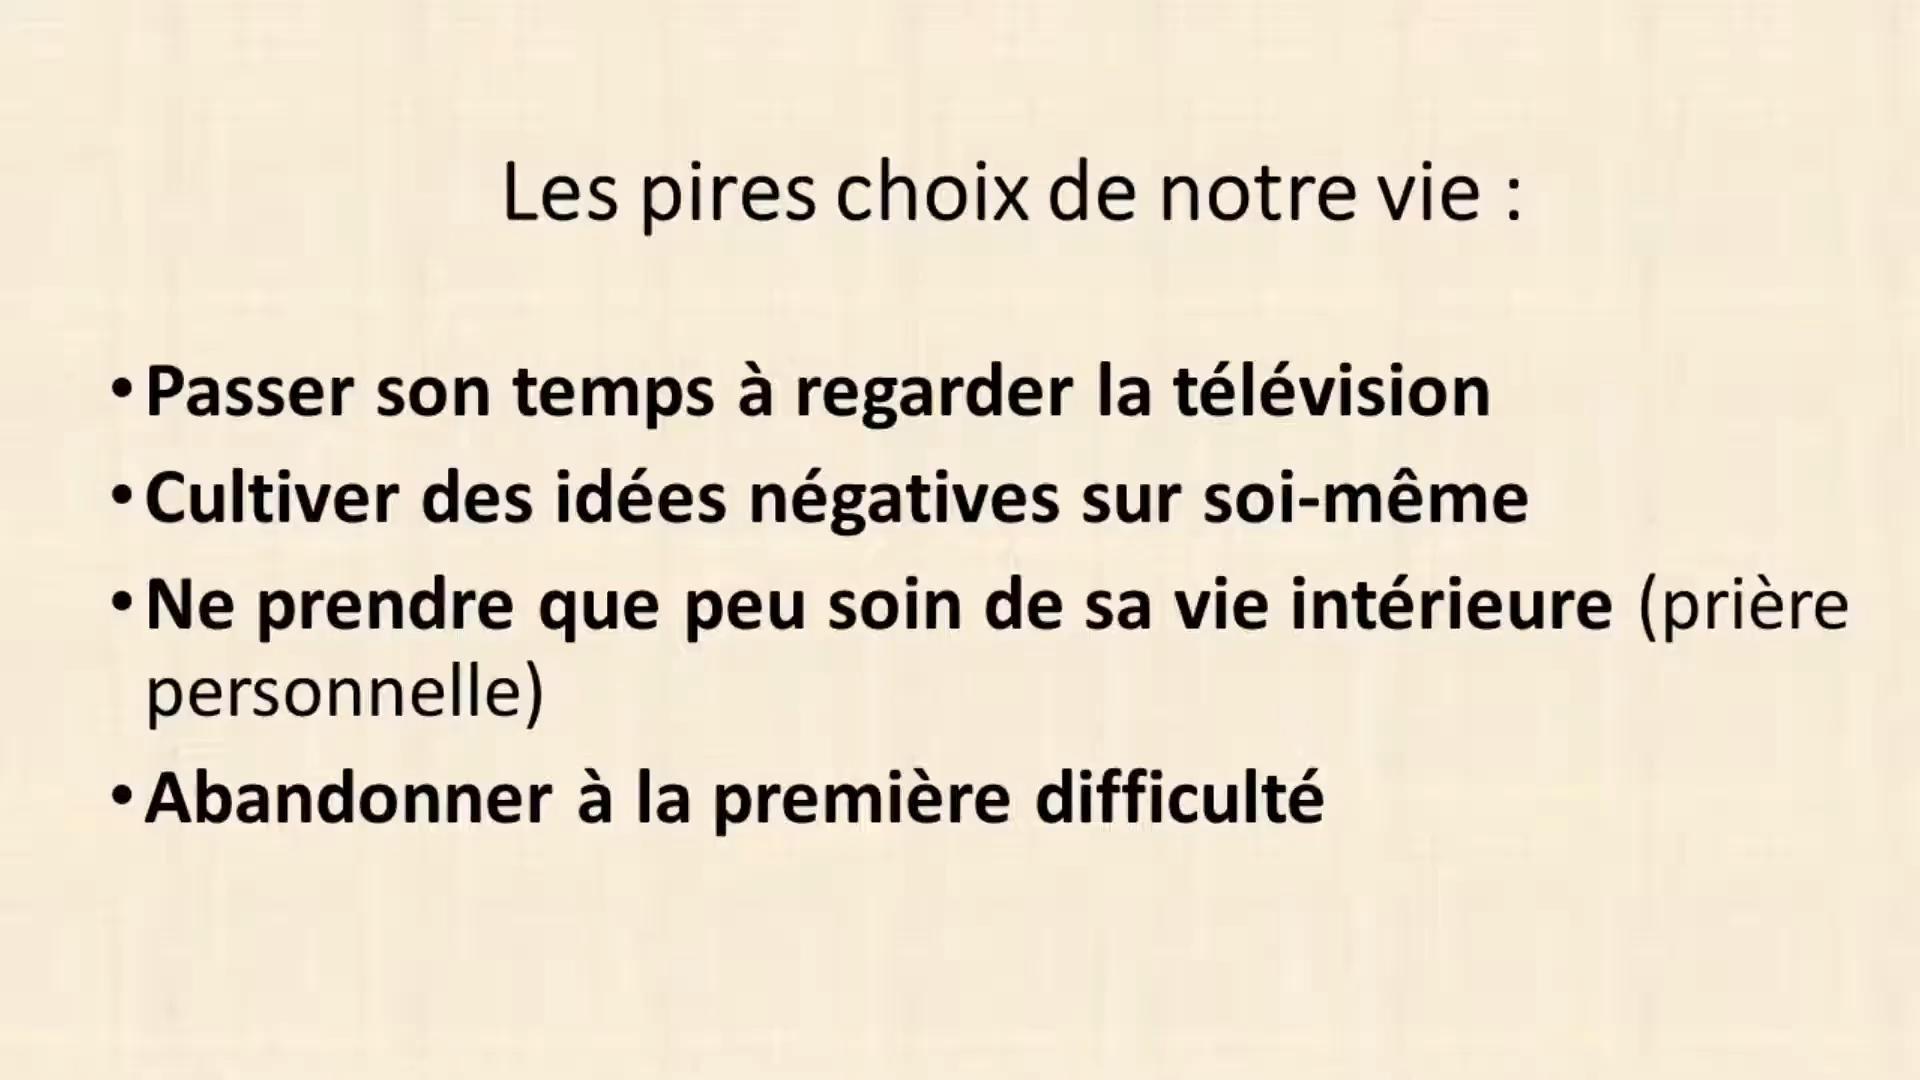 Les pires choix de notre vie :
• Passer son temps à regarder la télévision
• Cultiver des idées négatives sur soi-même
• Ne prendre que peu soin de sa vie intérieure (prière
personnelle)
• Abandonner à la première difficulté